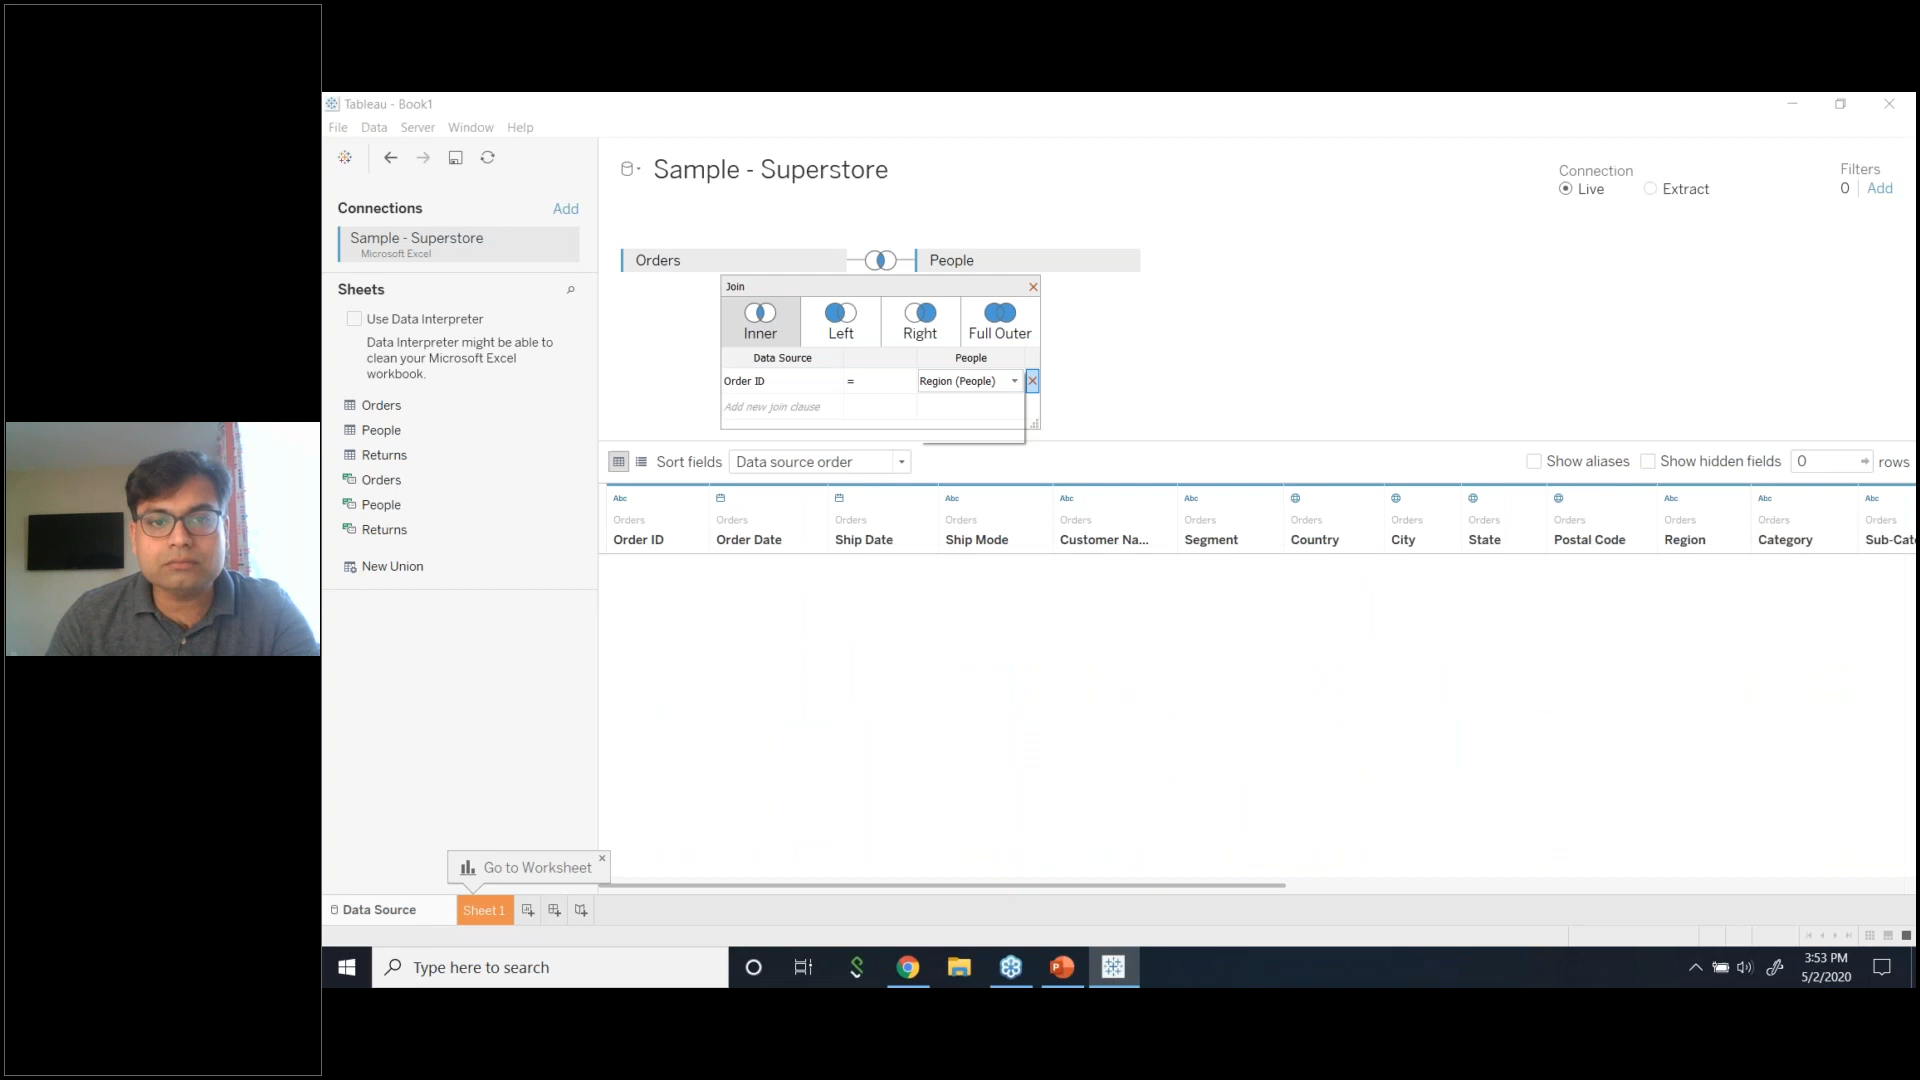 Tableau - Book1
File Data Server Window Help
Connections Add
Sample - Superstore
Microsoft Excel
Sheets
Use Data Interpreter
Data Interpreter might be able to
clean your Microsoft Excel
workbook.
Orders
People
Returns
Orders
People
Returns
New Union
Sample - Superstore
Connection
Live Extract
Filters
0 Add
Orders People
Join
Inner Left Right Full Outer
Data Source People
Order ID = Region (People)
Add new join clause
Sort fields Data source order Show aliases Show hidden fields 0 rows
Abc Abc Abc Abc Abc Abc Abc
Orders Orders Orders Orders Orders Orders Orders Orders Orders Orders Orders Orders Orders
Order ID Order Date Ship Date Ship Mode Customer Na... Segment Country City State Postal Code Region Category Sub-Cat
Go to Worksheet
Data Source Sheet 1
Type here to search
3:53 PM
5/2/2020